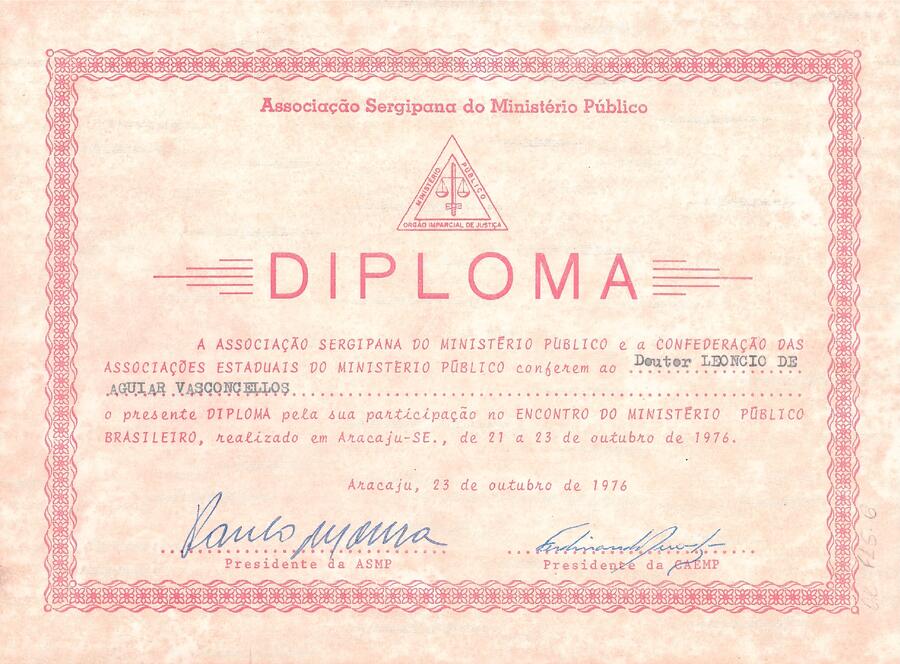 Associação Sergipana do Ministério Público
MINISTÉRIO PÚBLICO
ORGÃO IMPARCIAL DE JUSTIÇA
DIPLOMA
A ASSOCIAÇÃO SERGIPANA DO MINISTÉRIO PÚBLICO e a CONFEDERAÇÃO DAS
ASSOCIAÇÕES ESTADUAIS DO MINISTÉRIO PÚBLICO conferem ao Doutor LEONCIO DE
AGUIAR VASCONCELLOS
o presente DIPLOMA pela sua participação no ENCONTRO DO MINISTÉRIO PÚBLICO
BRASILEIRO, realizado em Aracaju-SE., de 21 a 23 de outubro de 1976.
Aracaju, 23 de outubro de 1976
Presidente da ASMP
Presidente da CAEMP